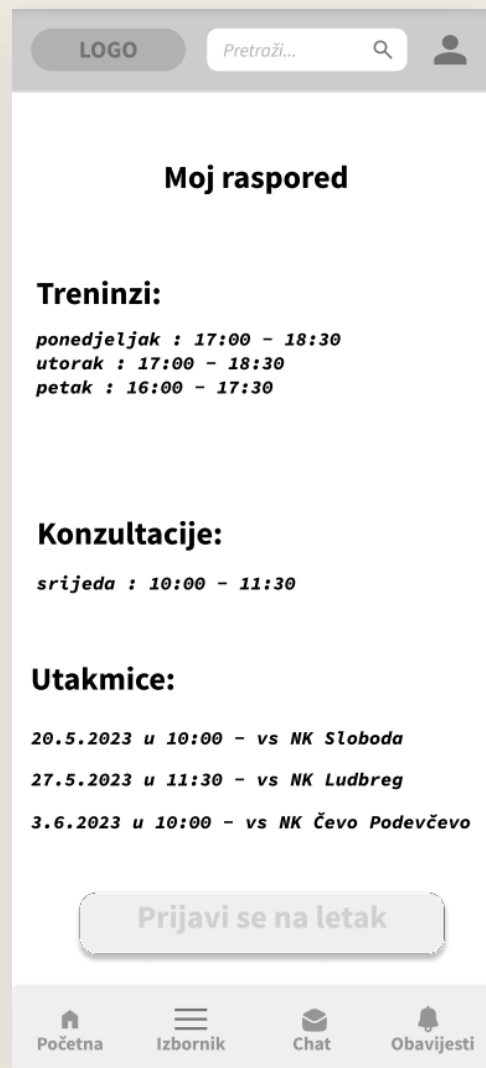 LOGO
Pretraži...
Moj raspored
Treninzi:
ponedjeljak : 17:00 - 18:30
utorak : 17:00 - 18:30
petak : 16:00 - 17:30
Konzultacije:
srijeda : 10:00 - 11:30
Utakmice:
20.5.2023 u 10:00 - vs NK Sloboda
27.5.2023 u 11:30 - vs NK Ludbreg
3.6.2023 u 10:00 - vs NK Čevo Podevčevo
Prijavi se na letak
Početna Izbornik Chat Obavijesti